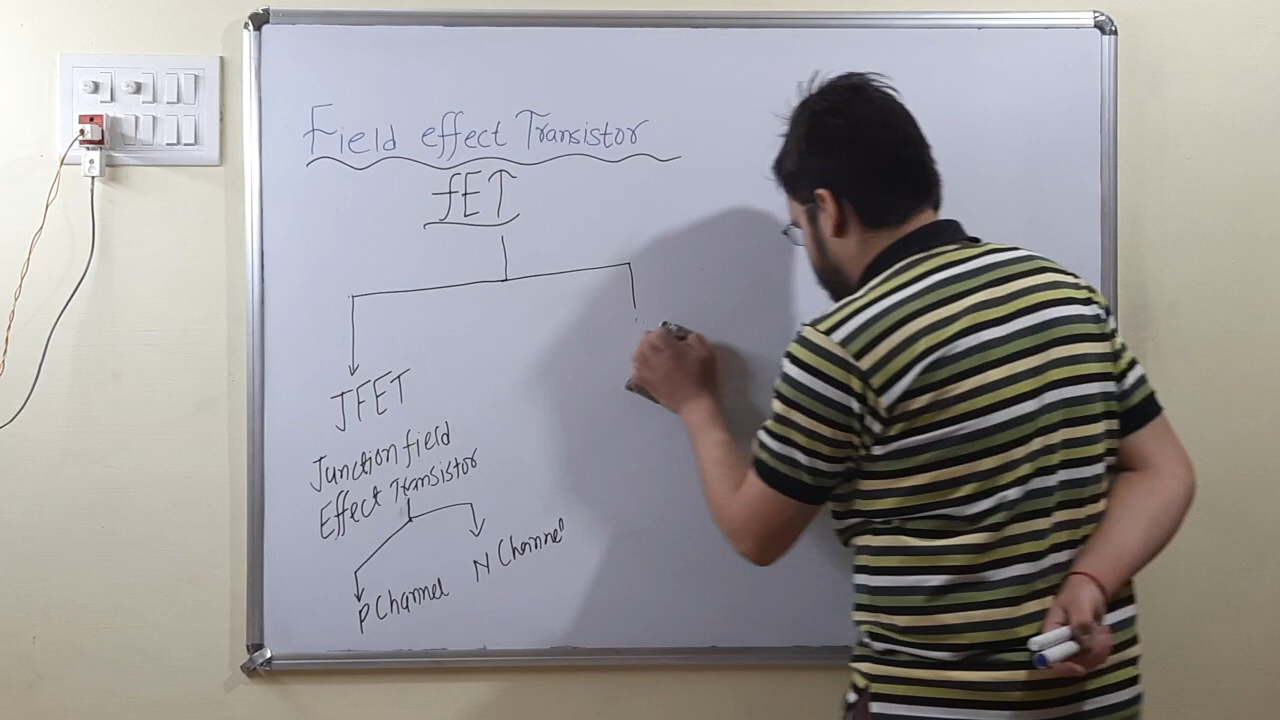 Field effect Transistor
fET
JFET
Junction field
Effect Transistor
P Channel
N Channel